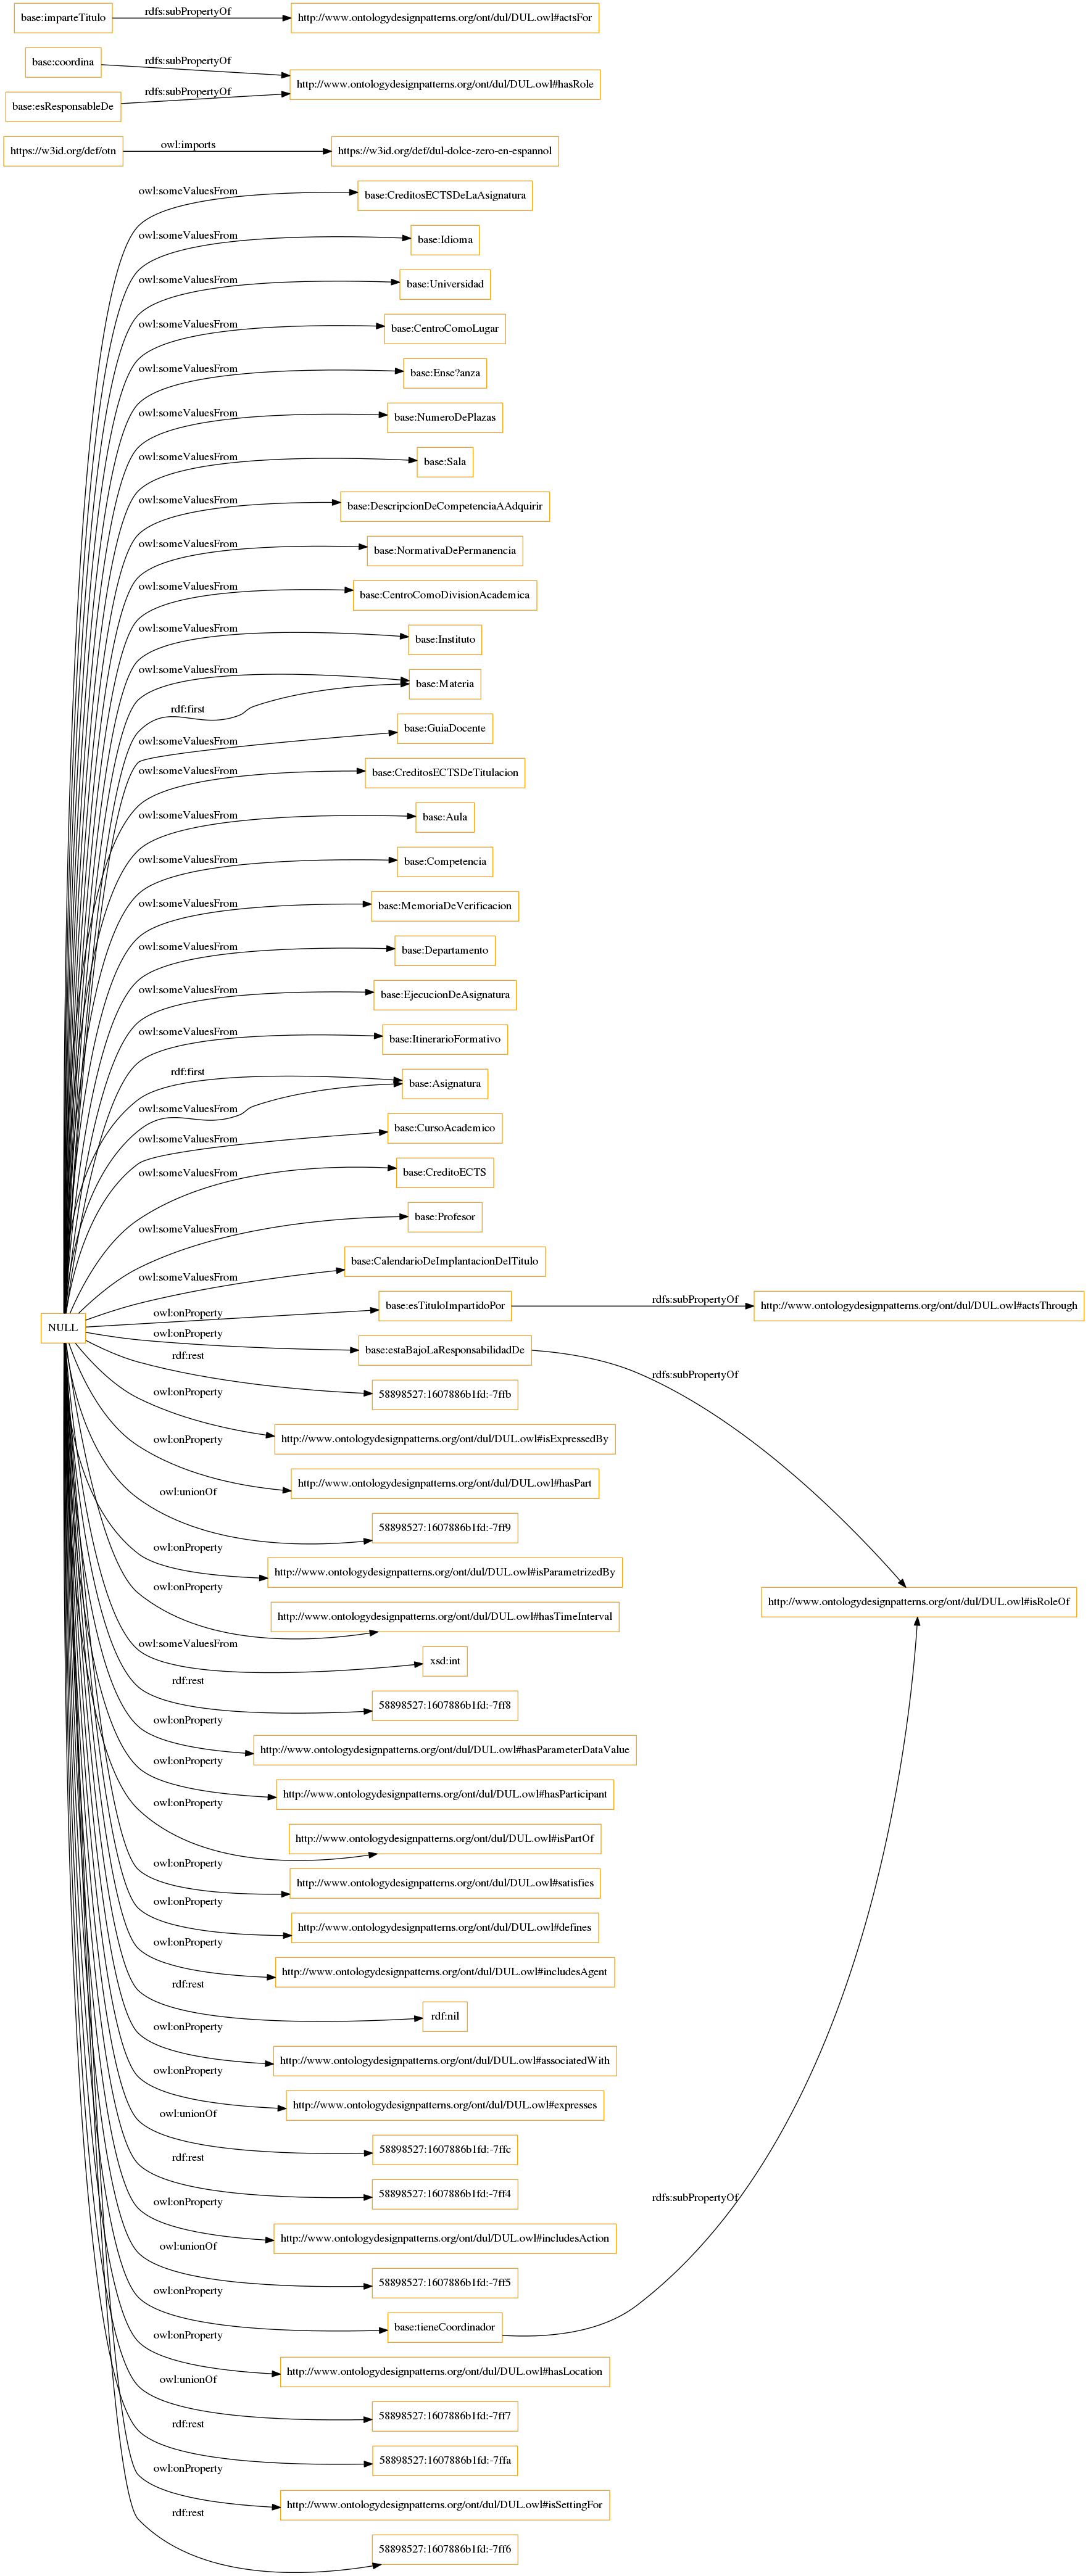 base:imparteTitulo rdfs:subPropertyOf http://www.ontologydesignpatterns.org/ont/dul/DUL.owl#actsFor
base:coordina rdfs:subPropertyOf
http://www.ontologydesignpatterns.org/ont/dul/DUL.owl#hasRole
base:esResponsableDe rdfs:subPropertyOf
https://w3id.org/def/otn owl:imports https://w3id.org/def/dul-dolce-zero-en-espannol
owl:someValuesFrom base:CreditosECTSDeLaAsignatura
owl:someValuesFrom base:Idioma
owl:someValuesFrom base:Universidad
owl:someValuesFrom base:CentroComoLugar
owl:someValuesFrom base:Ense?anza
owl:someValuesFrom base:NumeroDePlazas
owl:someValuesFrom base:Sala
owl:someValuesFrom base:DescripcionDeCompetenciaAAdquirir
owl:someValuesFrom base:NormativaDePermanencia
owl:someValuesFrom base:CentroComoDivisionAcademica
owl:someValuesFrom base:Instituto
owl:someValuesFrom base:Materia
rdf:first
owl:someValuesFrom base:GuiaDocente
owl:someValuesFrom base:CreditosECTSDeTitulacion
owl:someValuesFrom base:Aula
owl:someValuesFrom base:Competencia
owl:someValuesFrom base:MemoriaDeVerificacion
owl:someValuesFrom base:Departamento
owl:someValuesFrom base:EjecucionDeAsignatura
owl:someValuesFrom base:ItinerarioFormativo
rdf:first base:Asignatura
owl:someValuesFrom
owl:someValuesFrom base:CursoAcademico
owl:someValuesFrom base:CreditoECTS
owl:someValuesFrom base:Profesor
owl:someValuesFrom base:CalendarioDeImplantacionDelTitulo
NULL
owl:onProperty base:esTituloImpartidoPor rdfs:subPropertyOf http://www.ontologydesignpatterns.org/ont/dul/DUL.owl#actsThrough
owl:onProperty base:estaBajoLaResponsabilidadDe rdfs:subPropertyOf
rdf:rest 58898527:1607886b1fd:-7ffb
owl:onProperty http://www.ontologydesignpatterns.org/ont/dul/DUL.owl#isExpressedBy
owl:onProperty http://www.ontologydesignpatterns.org/ont/dul/DUL.owl#hasPart
owl:unionOf 58898527:1607886b1fd:-7ff9
owl:onProperty http://www.ontologydesignpatterns.org/ont/dul/DUL.owl#isParametrizedBy
http://www.ontologydesignpatterns.org/ont/dul/DUL.owl#isRoleOf
owl:onProperty http://www.ontologydesignpatterns.org/ont/dul/DUL.owl#hasTimeInterval
owl:someValuesFrom xsd:int
rdf:rest 58898527:1607886b1fd:-7ff8
owl:onProperty http://www.ontologydesignpatterns.org/ont/dul/DUL.owl#hasParameterDataValue
owl:onProperty http://www.ontologydesignpatterns.org/ont/dul/DUL.owl#hasParticipant
owl:onProperty http://www.ontologydesignpatterns.org/ont/dul/DUL.owl#isPartOf
owl:onProperty http://www.ontologydesignpatterns.org/ont/dul/DUL.owl#satisfies
owl:onProperty http://www.ontologydesignpatterns.org/ont/dul/DUL.owl#defines
owl:onProperty http://www.ontologydesignpatterns.org/ont/dul/DUL.owl#includesAgent
rdf:rest rdf:nil
owl:onProperty http://www.ontologydesignpatterns.org/ont/dul/DUL.owl#associatedWith
owl:onProperty http://www.ontologydesignpatterns.org/ont/dul/DUL.owl#expresses
owl:unionOf 58898527:1607886b1fd:-7ffc
rdf:rest 58898527:1607886b1fd:-7ff4
owl:onProperty http://www.ontologydesignpatterns.org/ont/dul/DUL.owl#includesAction
owl:unionOf 58898527:1607886b1fd:-7ff5
owl:onProperty base:tieneCoordinador rdfs:subPropertyOf
owl:onProperty http://www.ontologydesignpatterns.org/ont/dul/DUL.owl#hasLocation
owl:unionOf 58898527:1607886b1fd:-7ff7
rdf:rest 58898527:1607886b1fd:-7ffa
owl:onProperty http://www.ontologydesignpatterns.org/ont/dul/DUL.owl#isSettingFor
rdf:rest 58898527:1607886b1fd:-7ff6